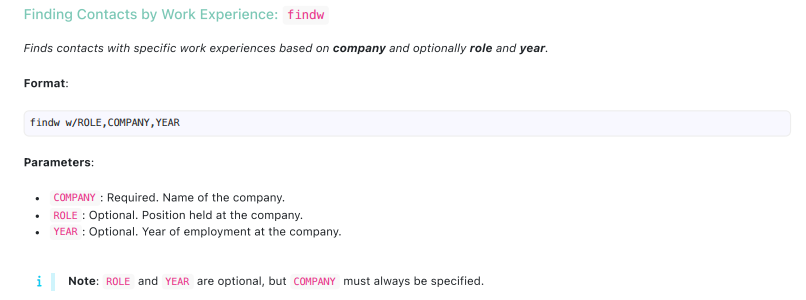 Finding Contacts by Work Experience: findw
Finds contacts with specific work experiences based on company and optionally role and year.
Format:
findw w/ROLE,COMPANY,YEAR
Parameters:
• COMPANY : Required. Name of the company.
• ROLE : Optional. Position held at the company.
• YEAR : Optional. Year of employment at the company.
i Note: ROLE and YEAR are optional, but COMPANY must always be specified.